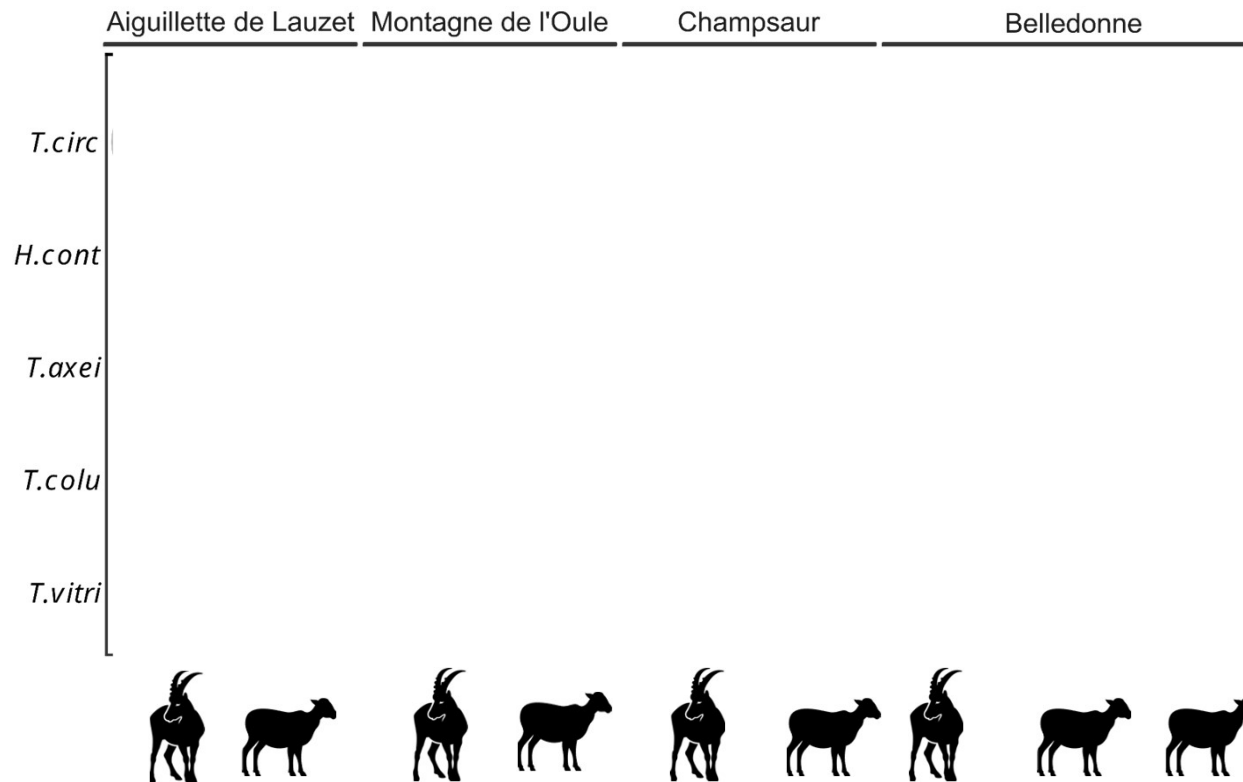 Aiguillette de Lauzet Montagne de l'Oule Champsaur Belledonne
T.circ
H.cont
T.axei
T.colu
T.vitri